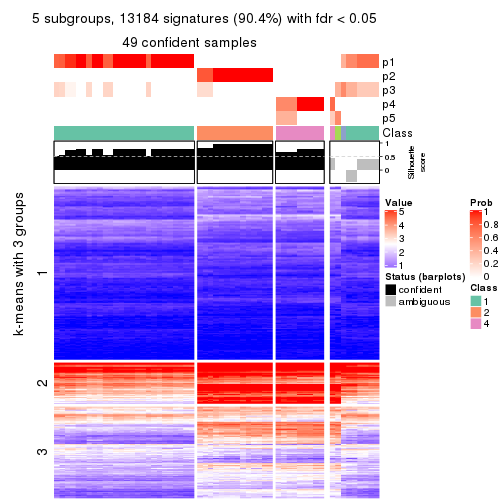 5 subgroups, 13184 signatures (90.4%) with fdr < 0.05
49 confident samples
p1
p2
p3
p4
p5
Class
1
0.5
0
Silhouette
score
k-means with 3 groups
1
2
3
Value
5
4
3
2
1
Status (barplots)
confident
ambiguous
Prob
1
0.8
0.6
0.4
0.2
0
Class
1
2
4